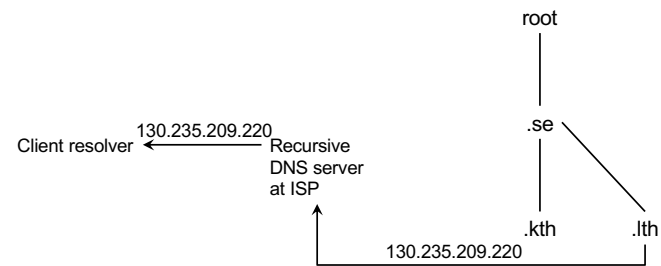 root
.se
130.235.209.220
Client resolver
Recursive
DNS server
at ISP
.kth
.lth
130.235.209.220